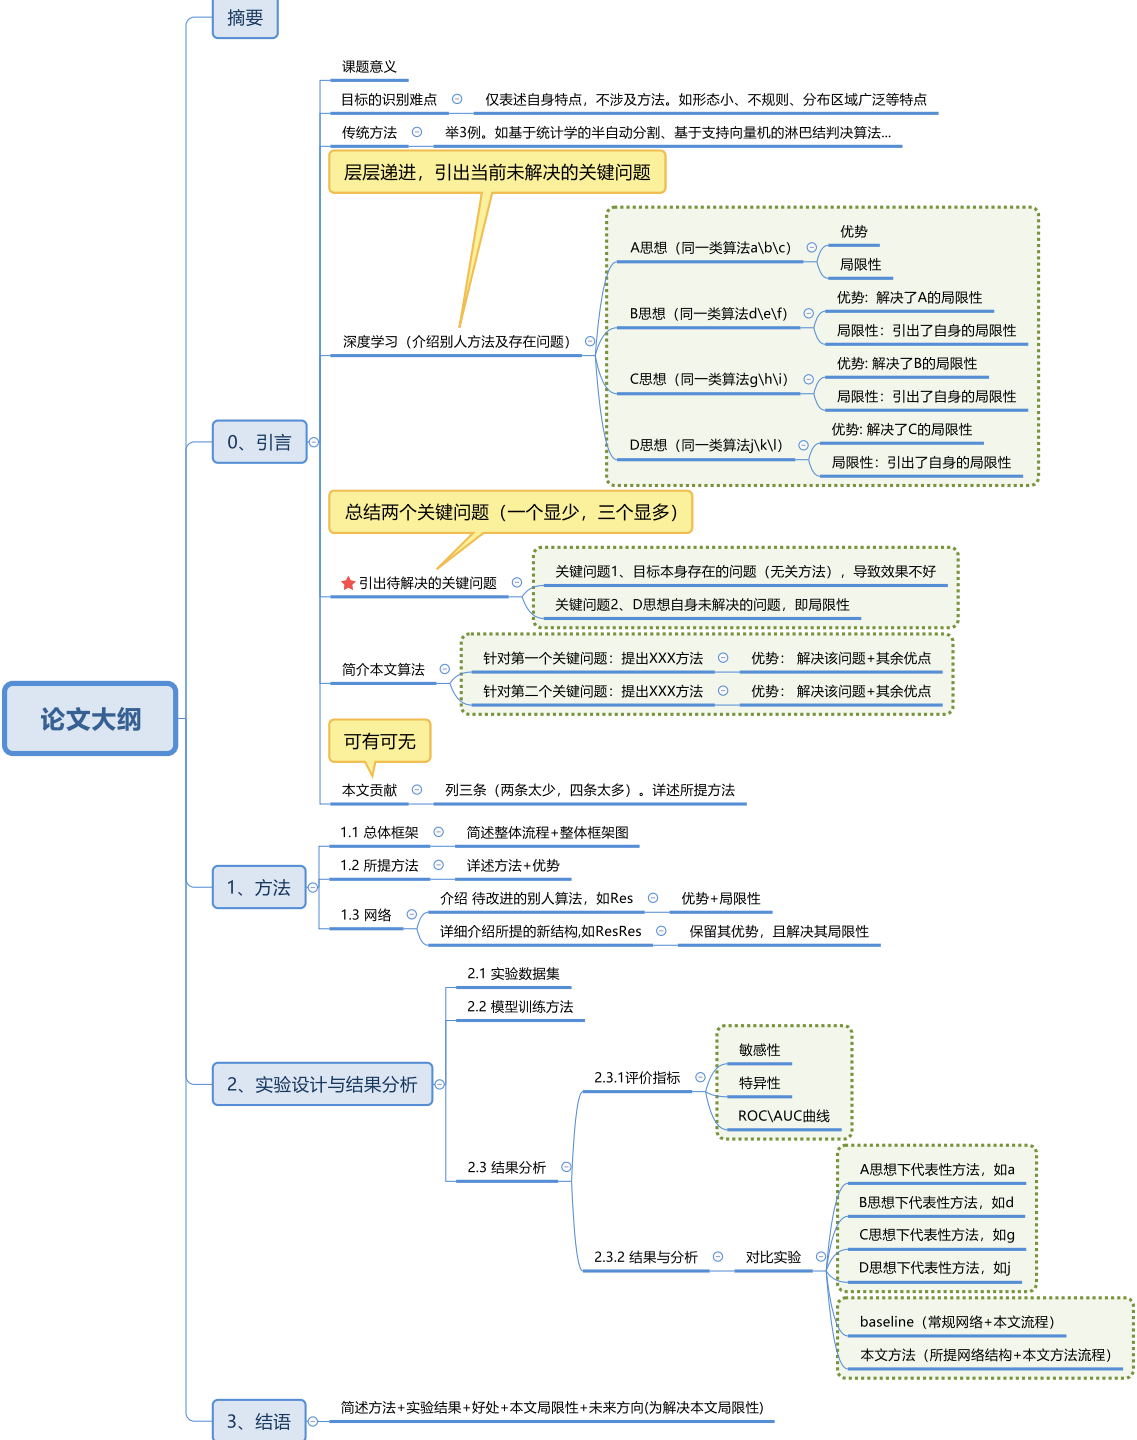 摘要
课题意义
目标的识别难点
仅表述自身特点，不涉及方法。如形态小、不规则、分布区域广泛等特点
传统方法
举3例。如基于统计学的半自动分割、基于支持向量机的淋巴结判决算法...
层层递进，引出当前未解决的关键问题
深度学习（介绍别人方法及存在问题）
A思想（同一类算法a\b\c）
优势
局限性
B思想（同一类算法d\e\f）
优势：解决了A的局限性
局限性：引出了自身的局限性
C思想（同一类算法g\h\i）
优势: 解决了B的局限性
局限性：引出了自身的局限性
D思想（同一类算法j\k\l）
优势: 解决了C的局限性
局限性：引出了自身的局限性
0、引言
总结两个关键问题（一个显少，三个显多）
引出待解决的关键问题
关键问题1、目标本身存在的问题（无关方法），导致效果不好
关键问题2、D思想自身未解决的问题，即局限性
简介本文算法
针对第一个关键问题：提出XXX方法
优势： 解决该问题+其余优点
针对第二个关键问题：提出XXX方法
优势： 解决该问题+其余优点
论文大纲
可有可无
本文贡献
列三条（两条太少，四条太多）。详述所提方法
1、方法
1.1 总体框架
简述整体流程+整体框架图
1.2 所提方法
详述方法+优势
1.3 网络
介绍 待改进的别人算法，如Res
优势+局限性
详细介绍所提的新结构,如ResRes
保留其优势，且解决其局限性
2、实验设计与结果分析
2.1 实验数据集
2.2 模型训练方法
2.3 结果分析
2.3.1评价指标
敏感性
特异性
ROC\AUC曲线
2.3.2 结果与分析
对比实验
A思想下代表性方法，如a
B思想下代表性方法，如d
C思想下代表性方法，如g
D思想下代表性方法，如j
baseline（常规网络+本文流程）
本文方法（所提网络结构+本文方法流程）
3、结语
简述方法+实验结果+好处+本文局限性+未来方向(为解决本文局限性)